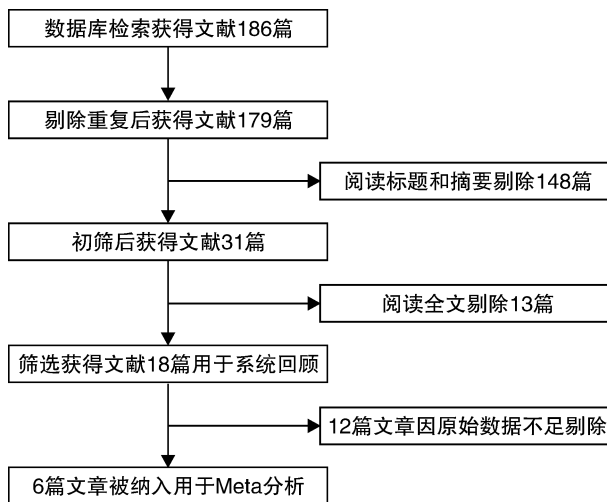 数据库检索获得文献186篇
剔除重复后获得文献179篇
阅读标题和摘要剔除148篇
初筛后获得文献31篇
阅读全文剔除13篇
筛选获得文献18篇用于系统回顾
12篇文章因原始数据不足剔除
6篇文章被纳入用于Meta分析